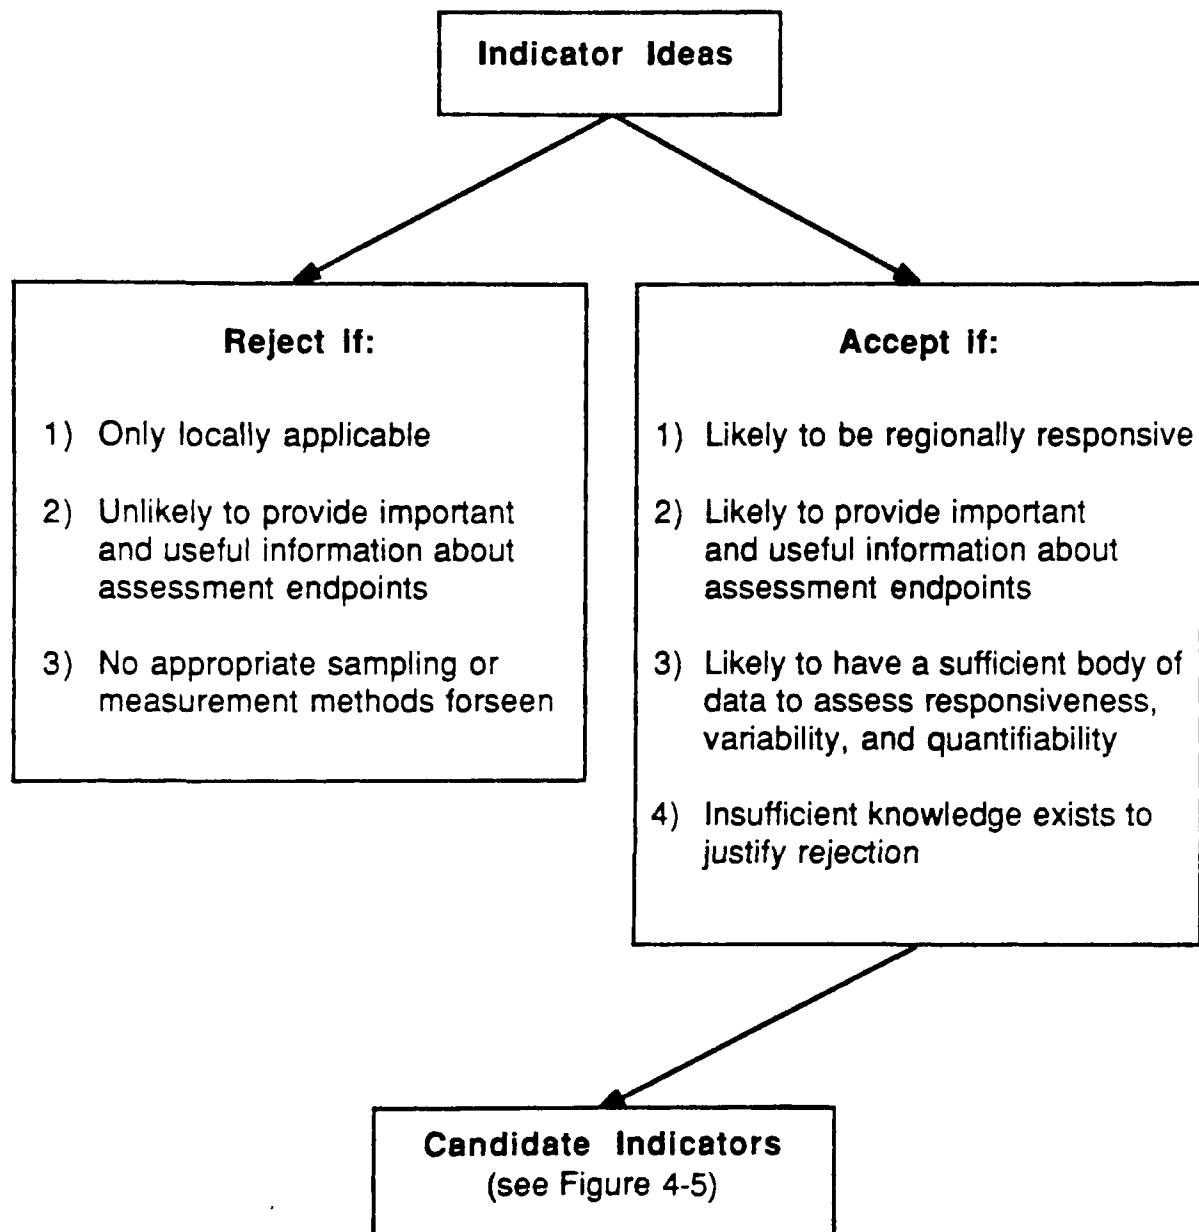 Indicator Ideas
Reject If:
1) Only locally applicable
2) Unlikely to provide important
and useful information about
assessment endpoints
3) No appropriate sampling or
measurement methods forseen
Accept If:
1) Likely to be regionally responsive
2) Likely to provide important
and useful information about
assessment endpoints
3) Likely to have a sufficient body of
data to assess responsiveness,
variability, and quantifiability
4) Insufficient knowledge exists to
justify rejection
Candidate Indicators
(see Figure 4-5)